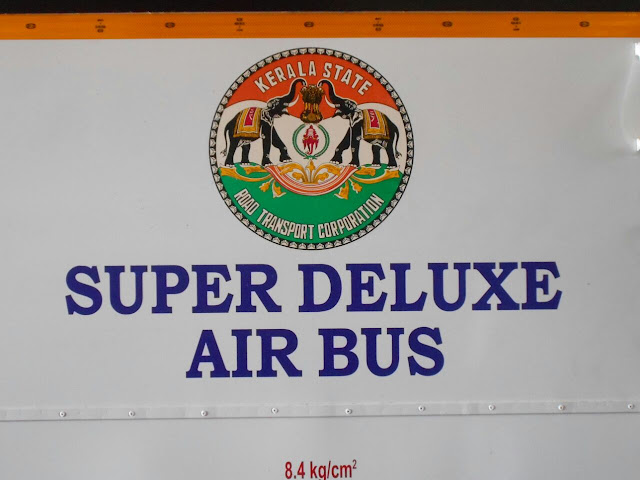 KERALA STATE
ROAD TRANSPORT CORPORATION
SUPER DELUXE
AIR BUS
8.4 kg/cm²